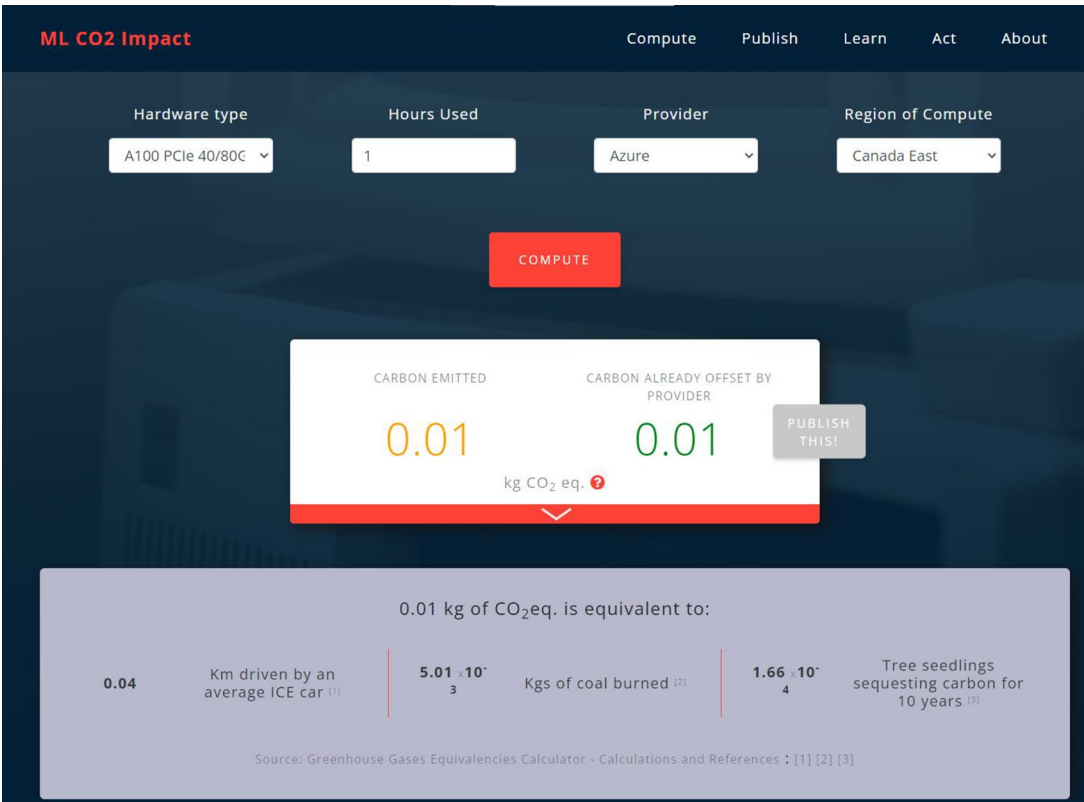 ML CO2 Impact
Compute Publish Learn Act About
Hardware type Hours Used Provider Region of Compute
A100 PCIe 40/80G 1 Azure Canada East
COMPUTE
CARBON EMITTED
CARBON ALREADY OFFSET BY
PROVIDER
0.01
0.01
PUBLISH
THIS!
kg CO₂ eq. ?
0.01 kg of CO₂eq. is equivalent to:
0.04
Km driven by an
average ICE car [1]
5.01 x10-
3
Kgs of coal burned [2]
1.66 x10-
4
Tree seedlings
sequesting carbon for
10 years [3]
Source: Greenhouse Gases Equivalencies Calculator - Calculations and References : [1] [2] [3]